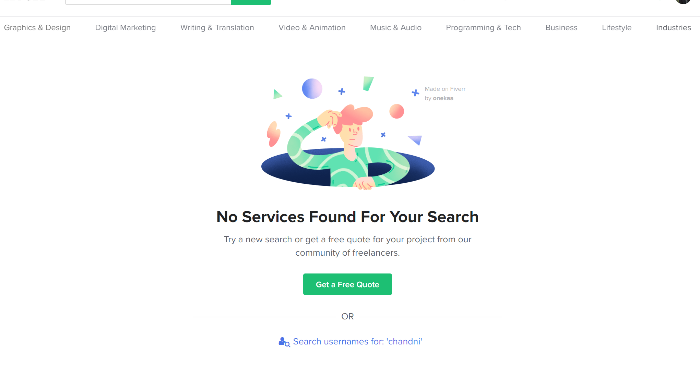 Graphics & Design Digital Marketing Writing & Translation Video & Animation Music & Audio Programming & Tech Business Lifestyle Industries
Made on Fiverr
by onekas
No Services Found For Your Search
Try a new search or get a free quote for your project from our
community of freelancers.
Get a Free Quote
OR
Search usernames for: 'chandni'